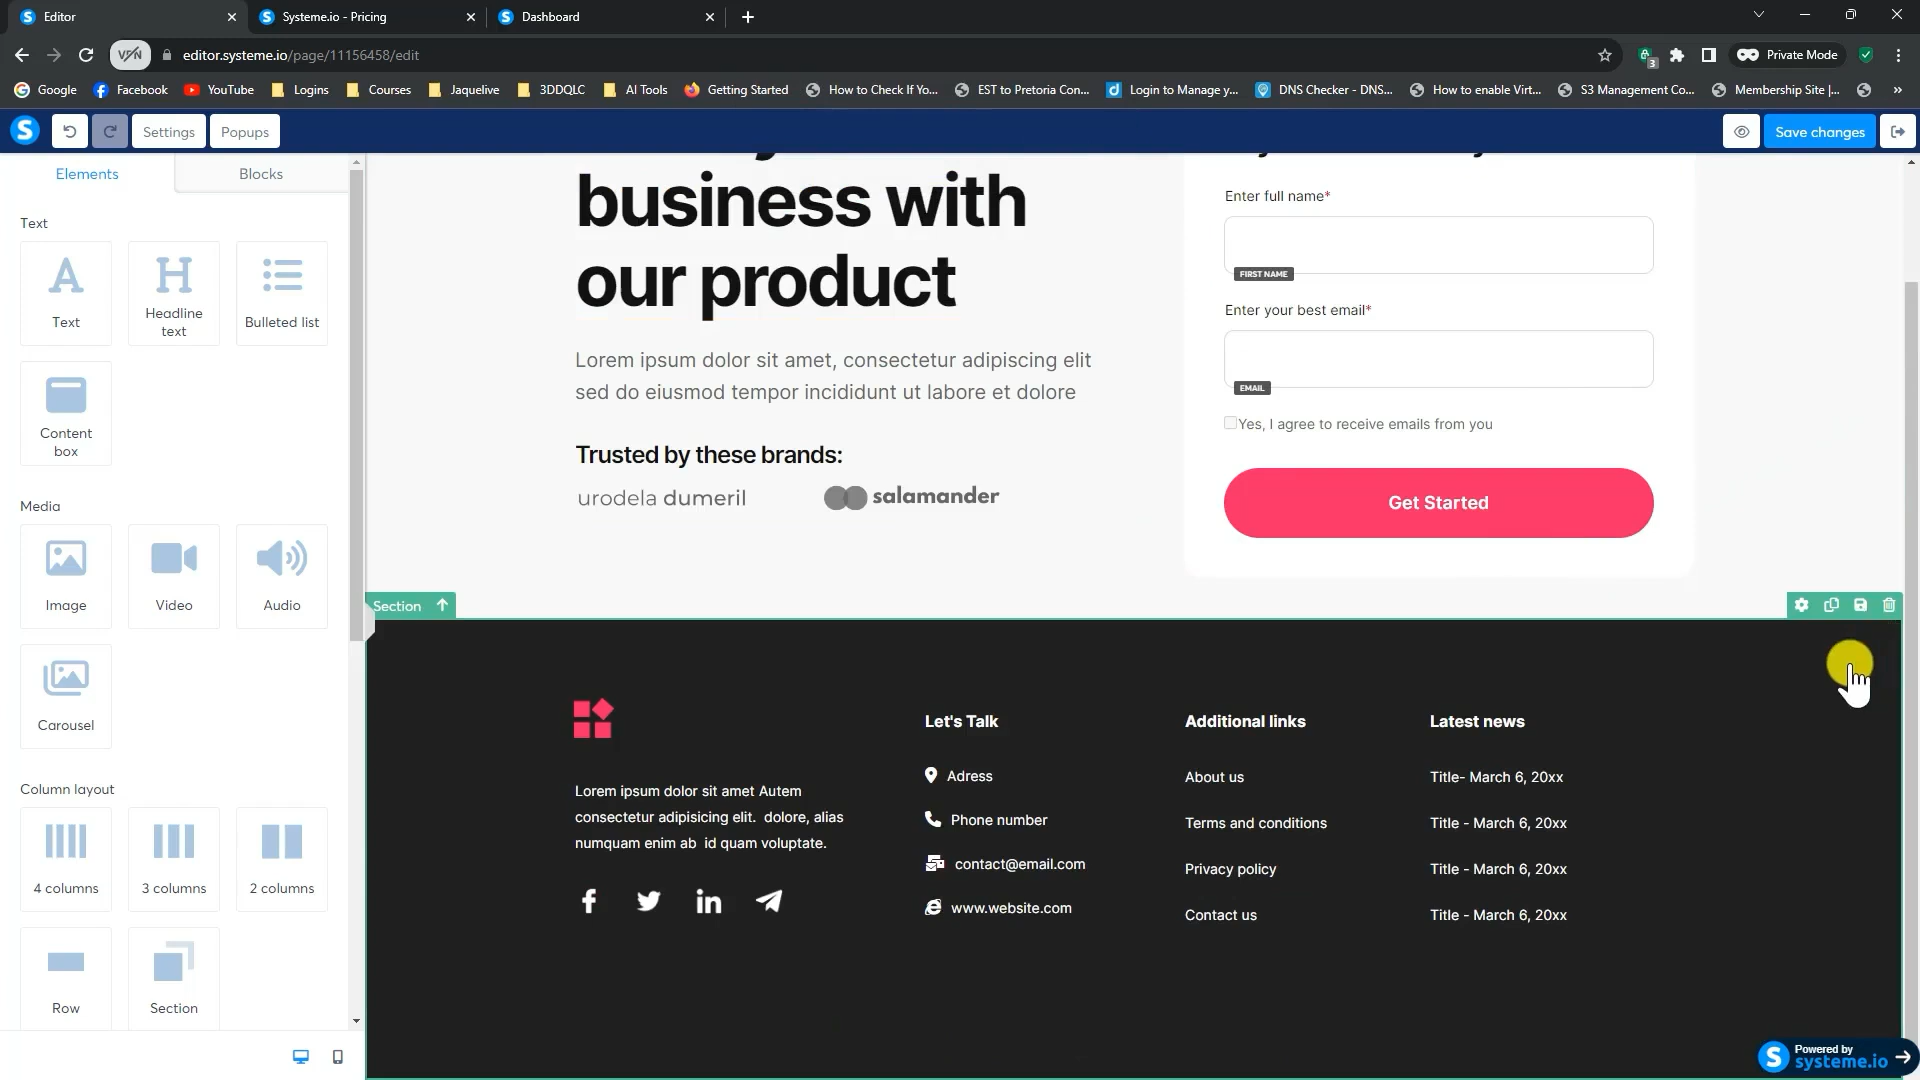 Editor
Systeme.io - Pricing
Dashboard
VPN
editor.systeme.io/page/11156458/edit
3
Private Mode
Google
Facebook
YouTube
Logins
Courses
Jaquelive
3DDQLC
AI Tools
Getting Started
How to Check If Yo...
EST to Pretoria Con...
Login to Manage y...
DNS Checker - DNS...
How to enable Virt...
S3 Management Co...
Membership Site |...
Settings
Popups
Save changes
Elements
Blocks
Text
Text
Headline
text
Bulleted list
Content
box
Media
Image
Video
Audio
Carousel
Column layout
4 columns
3 columns
2 columns
Row
Section
business with
our product
Lorem ipsum dolor sit amet, consectetur adipiscing elit
sed do eiusmod tempor incididunt ut labore et dolore
Trusted by these brands:
urodela dumeril
salamander
Enter full name*
FIRST NAME
Enter your best email*
EMAIL
Yes, I agree to receive emails from you
Get Started
Section
Lorem ipsum dolor sit amet Autem
consectetur adipisicing elit. dolore, alias
numquam enim ab id quam voluptate.
Let's Talk
Adress
Phone number
contact@email.com
www.website.com
Additional links
About us
Terms and conditions
Privacy policy
Contact us
Latest news
Title- March 6, 20xx
Title - March 6, 20xx
Title - March 6, 20xx
Title - March 6, 20xx
Powered by
systeme.io